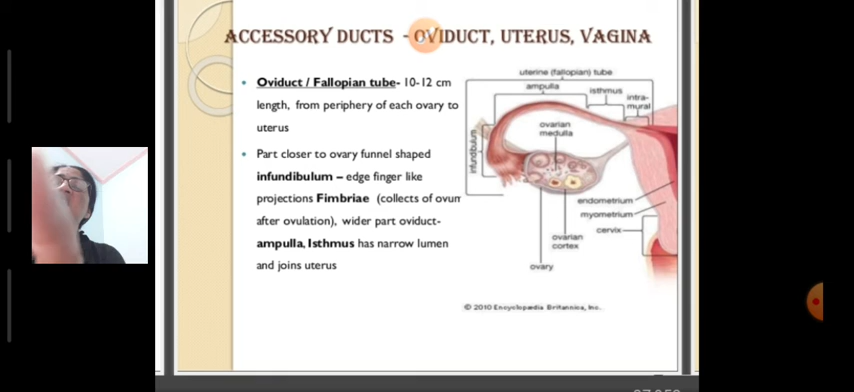 ACCESSORY DUCTS - OVIDUCT, UTERUS, VAGINA
• Oviduct / Fallopian tube- 10-12 cm
length, from periphery of each ovary to
uterus
• Part closer to ovary funnel shaped
infundibulum – edge finger like
projections Fimbriae (collects of ovum
after ovulation), wider part oviduct-
ampulla, Isthmus has narrow lumen
and joins uterus
uterine (fallopian) tube
ampulla
isthmus
intra-
mural
infundibulum
ovarian
medulla
endometrium
myometrium
cervix
ovarian
cortex
ovary
© 2010 Encyclopædia Britannica, Inc.